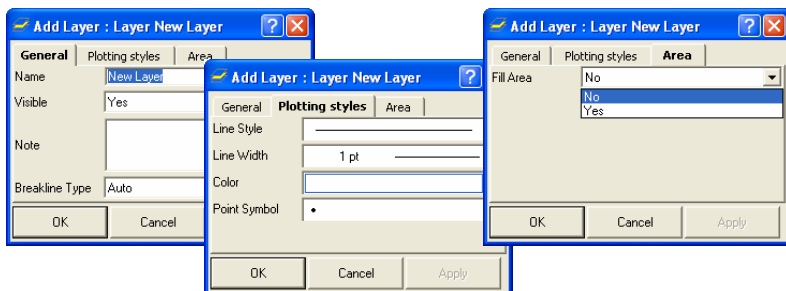 Add Layer : Layer New Layer
General Plotting styles Area
Name New Layer
Visible Yes
Note
Breakline Type Auto
OK Cancel
Add Layer : Layer New Layer ?
General Plotting styles Area
Line Style
Line Width 1 pt
Color
Point Symbol
OK Cancel Apply
Add Layer : Layer New Layer ?
General Plotting styles Area
Fill Area No
No
Yes
OK Cancel Apply